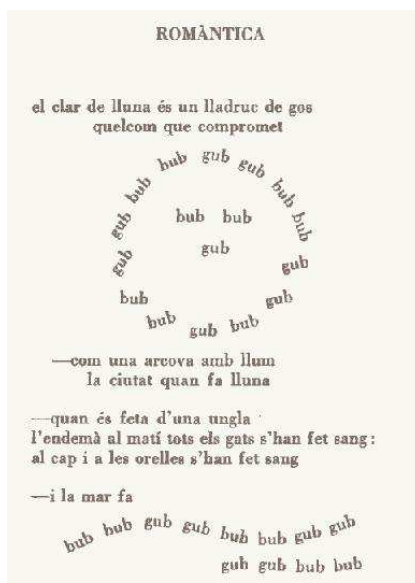 ROMÀNTICA
el clar de lluna és un lladruc de gos
quelcom que compromet
bub gub gub bub bub gub gub bub gub bub bub gub gub bub bub
bub bub
gub
—com una arcova amb llum
la ciutat quan fa lluna
—quan és feta d'una ungla
l'endemà al matí tots els gats s'han fet sang:
al cap i a les orelles s'han fet sang
—i la mar fa
bub bub gub gub bub bub gub gub
guh gub bub bub